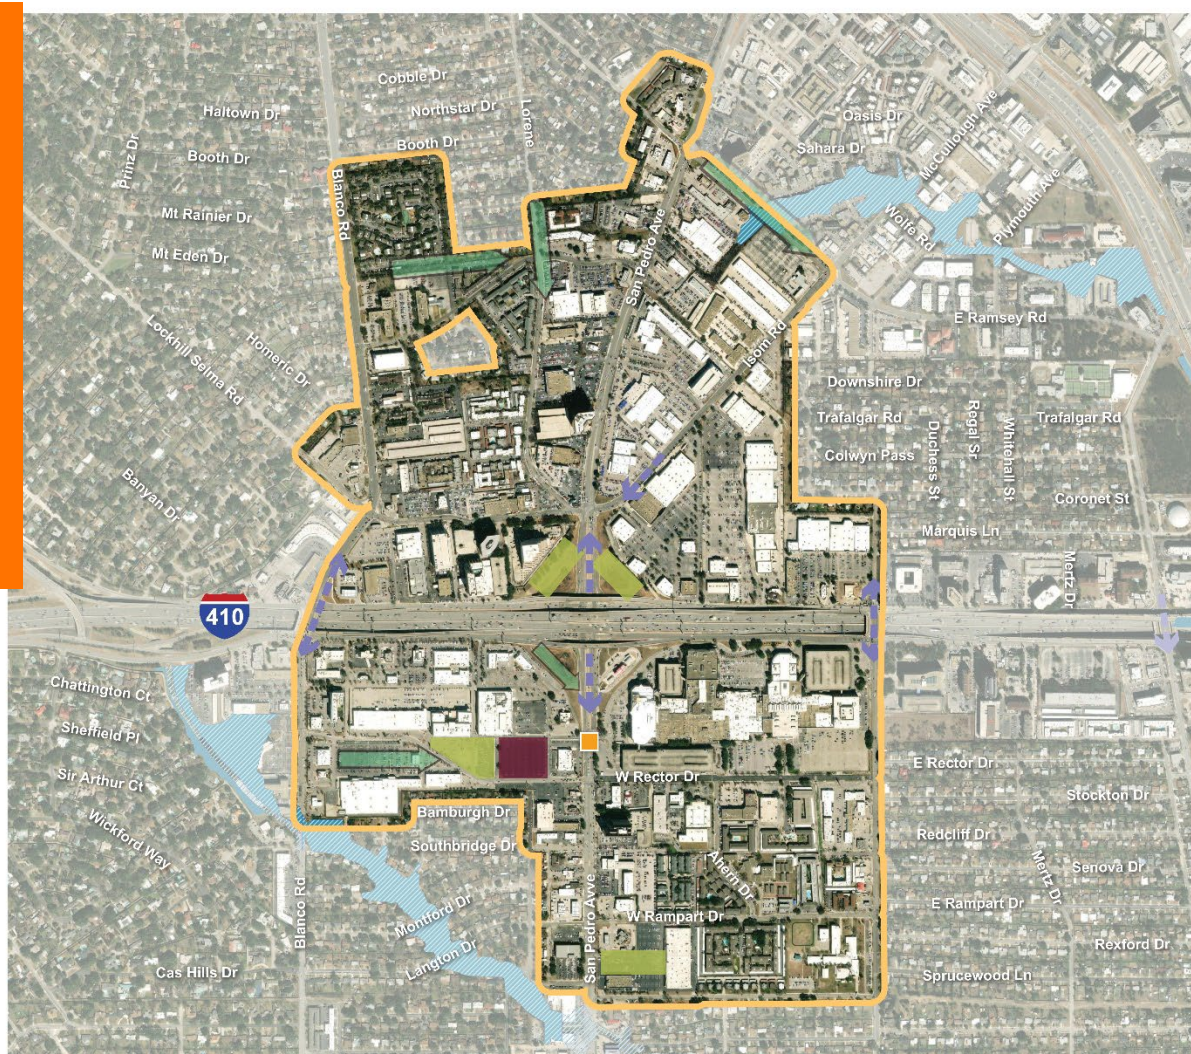 Cobble Dr
Haltown Dr
Northstar Dr
Lorene
Oasis Dr
McCullough Ave
Prinz Dr
Booth Dr
Booth Dr
Sahara Dr
Blanco Rd
Mt Rainier Dr
Wolfe Rd
Plymouth Ave
Mt Eden Dr
San Pedro Ave
E Ramsey Rd
Lockhill Selma Rd
Homeric Dr
Isom Rd
Downshire Dr
Trafalgar Rd
Duchess St
Regal Sr
Whitehall St
Trafalgar Rd
Colwyn Pass
Banyan Dr
Coronet St
Marquis Ln
Mertz Dr
410
Chattington Ct
Sheffield Pl
Sir Arthur Ct
Wickford Way
W Rector Dr
E Rector Dr
Stockton Dr
Bamburgh Dr
Southbridge Dr
Redcliff Dr
Ahern Dr
Mertz Dr
Senova Dr
Blanco Rd
Montford Dr
W Rampart Dr
E Rampart Dr
San Pedro Avve
Langton Dr
Rexford Dr
Cas Hills Dr
Sprucewood Ln